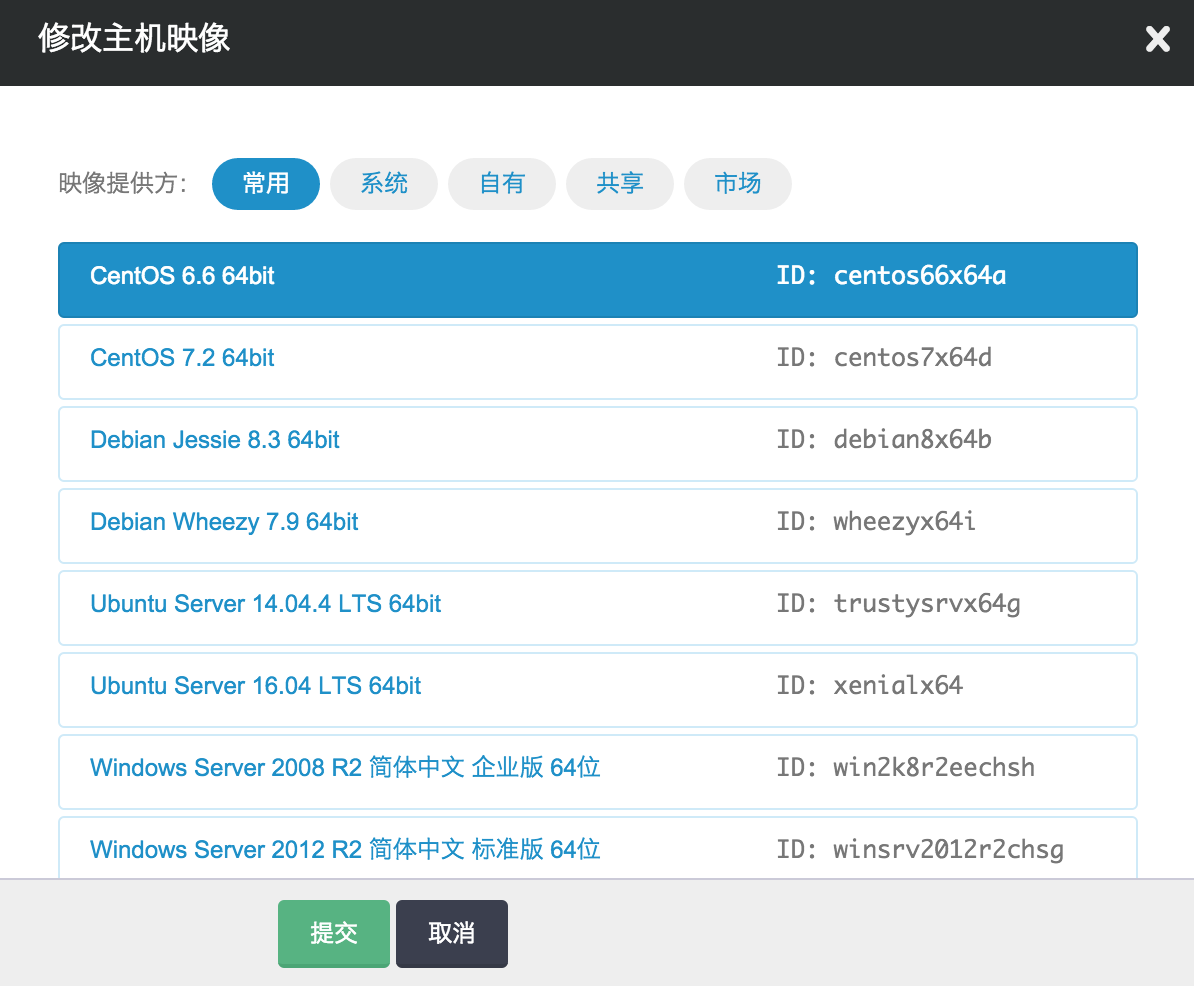 修改主机映像
映像提供方: 常用 系统 自有 共享 市场
CentOS 6.6 64bit ID: centos66x64a
CentOS 7.2 64bit ID: centos7x64d
Debian Jessie 8.3 64bit ID: debian8x64b
Debian Wheezy 7.9 64bit ID: wheezyx64i
Ubuntu Server 14.04.4 LTS 64bit ID: trustysrvx64g
Ubuntu Server 16.04 LTS 64bit ID: xenialx64
Windows Server 2008 R2 简体中文 企业版 64位 ID: win2k8r2eechsh
Windows Server 2012 R2 简体中文 标准版 64位 ID: winsrv2012r2chsg
提交 取消